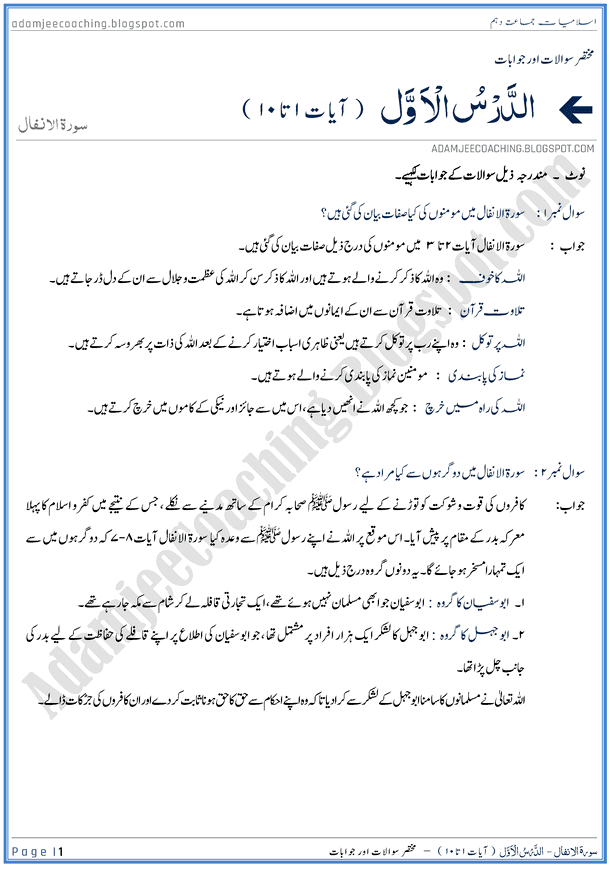 adamjeecoaching.blogspot.com
اسلامیات جماعت دہم
مختصر سوالات اور جوابات
الدَّرْسُ الْاَوَّل ( آیات ۱ تا ۱۰ )
سورۃ الانفال
ADAMJEECOACHING.BLOGSPOT.COM
نوٹ ۔ مندرجہ ذیل سوالات کے جوابات لکھیے۔
سوال نمبر ۱: سورۃ الانفال میں مومنوں کی کیا صفات بیان کی گئی ہیں؟
جواب : سورۃ الانفال آیات ۲ تا ۳ میں مومنوں کی درج ذیل صفات بیان کی گئی ہیں۔
اللہ کا خوف : وہ اللہ کا ذکر کرنے والے ہوتے ہیں اور اللہ کا ذکر سن کر اللہ کی عظمت و جلال سے ان کے دل ڈر جاتے ہیں۔
تلاوت قرآن : تلاوت قرآن سے ان کے ایمانوں میں اضافہ ہوتا ہے۔
اللہ پر توکل : وہ اپنے رب پر توکل کرتے ہیں یعنی ظاہری اسباب اختیار کرنے کے بعد اللہ کی ذات پر بھروسہ کرتے ہیں۔
نماز کی پابندی : مومنین نماز کی پابندی کرنے والے ہوتے ہیں۔
اللہ کی راہ میں خرچ : جو کچھ اللہ نے انھیں دیا ہے، اس میں سے جائز اور نیکی کے کاموں میں خرچ کرتے ہیں۔
سوال نمبر ۲: سورۃ الانفال میں دو گرہوں سے کیا مراد ہے؟
جواب: کافروں کی قوت و شوکت کو توڑنے کے لیے رسول ﷺ صحابہ کرام کے ساتھ مدینے سے نکلے، جس کے نتیجے میں کفر و اسلام کا پہلا
معرکہ بدر کے مقام پر پیش آیا۔ اس موقع پر اللہ نے اپنے رسول ﷺ سے وعدہ کیا سورۃ الانفال آیات ۸-۷ کہ دو گرہوں میں سے
ایک تمہارا مسخر ہو جائے گا۔ یہ دونوں گروہ درج ذیل ہیں۔
۱۔ ابو سفیان کا گروہ : ابو سفیان جو ابھی مسلمان نہیں ہوئے تھے، ایک تجارتی قافلہ لے کر شام سے مکہ جا رہے تھے۔
۲۔ ابو جہل کا گروہ : ابو جہل کا لشکر ایک ہزار افراد پر مشتمل تھا، جو ابو سفیان کی اطلاع پر اپنے قافلے کی حفاظت کے لیے بدر کی
جانب چل پڑا تھا۔
اللہ تعالیٰ نے مسلمانوں کا سامنا ابو جہل کے لشکر سے کرا دیا تاکہ وہ اپنے احکام سے حق کا حق ہونا ثابت کر دے اور ان کافروں کی جڑ کاٹ ڈالے۔
Adamjeecoaching.Blogspot.com
سورۃ الانفال – الدَّرْسُ الْاَوَّل ( آیات ۱ تا ۱۰ ) – مختصر سوالات اور جوابات
Page |1